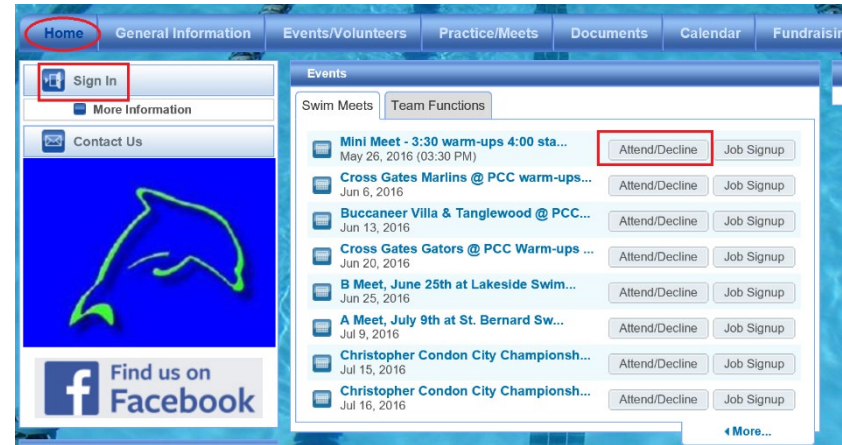 Home General Information Events/Volunteers Practice/Meets Documents Calendar Fundraisin
Sign In
More Information
Contact Us
Find us on
Facebook
Events
Swim Meets Team Functions
Mini Meet - 3:30 warm-ups 4:00 sta...
May 26, 2016 (03:30 PM)
Attend/Decline Job Signup
Cross Gates Marlins @ PCC warm-ups...
Jun 6, 2016
Attend/Decline Job Signup
Buccaneer Villa & Tanglewood @ PCC...
Jun 13, 2016
Attend/Decline Job Signup
Cross Gates Gators @ PCC Warm-ups ...
Jun 20, 2016
Attend/Decline Job Signup
B Meet, June 25th at Lakeside Swim...
Jun 25, 2016
Attend/Decline Job Signup
A Meet, July 9th at St. Bernard Sw...
Jul 9, 2016
Attend/Decline Job Signup
Christopher Condon City Championsh...
Jul 15, 2016
Attend/Decline Job Signup
Christopher Condon City Championsh...
Jul 16, 2016
Attend/Decline Job Signup
More...